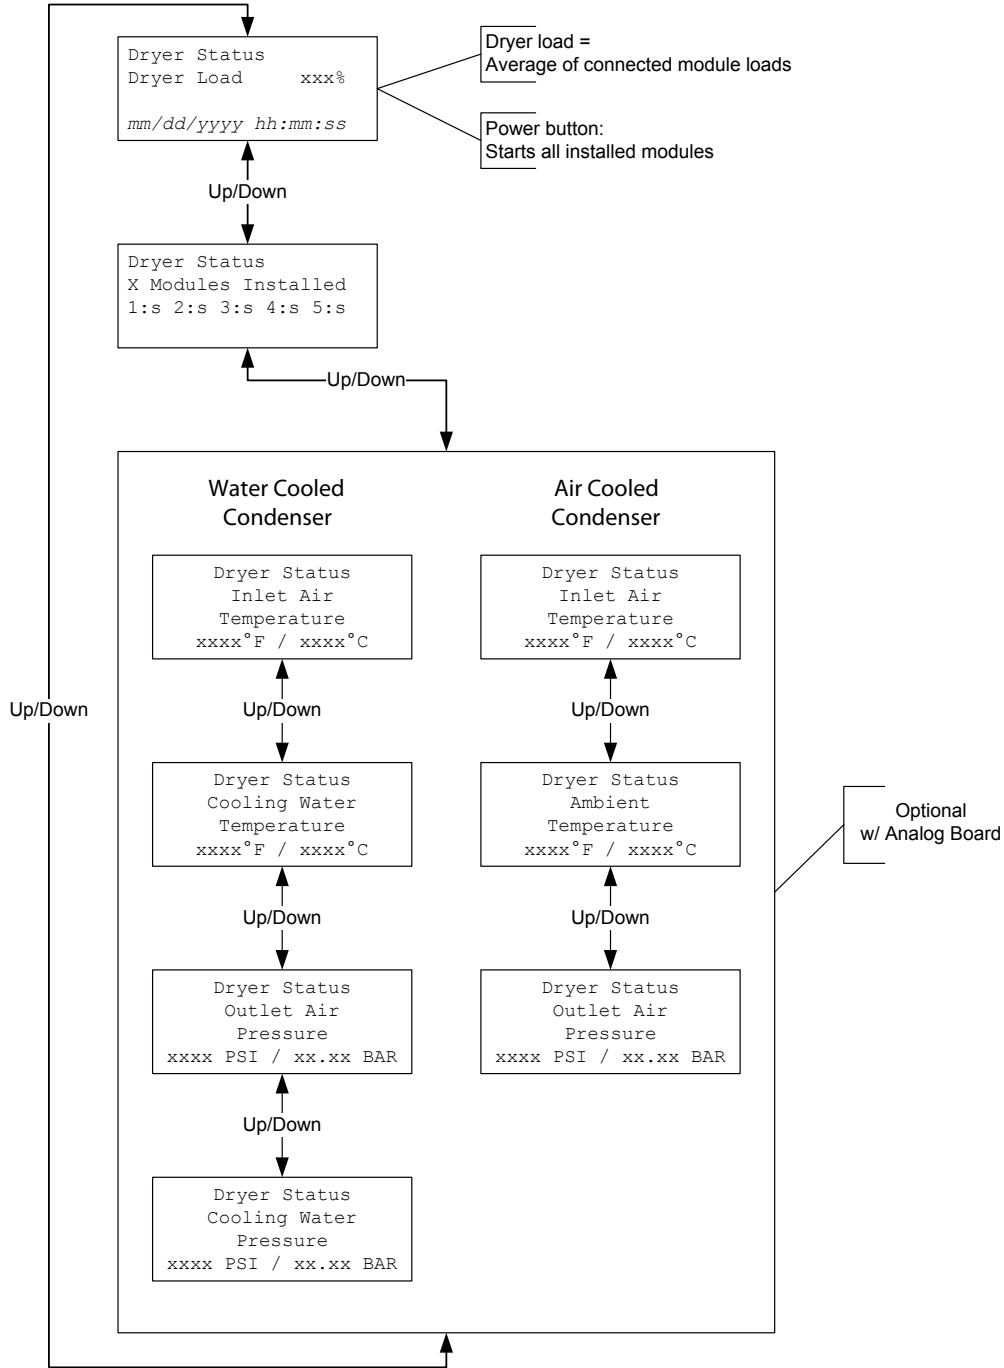 Dryer Status
Dryer Load xxx%
mm/dd/yyyy hh:mm:ss
Dryer load =
Average of connected module loads
Power button:
Starts all installed modules
Up/Down
Dryer Status
X Modules Installed
1:s 2:s 3:s 4:s 5:s
Up/Down
Up/Down
Water Cooled
Condenser
Dryer Status
Inlet Air
Temperature
xxxx°F / xxxx°C
Up/Down
Dryer Status
Cooling Water
Temperature
xxxx°F / xxxx°C
Up/Down
Dryer Status
Outlet Air
Pressure
xxxx PSI / xx.xx BAR
Up/Down
Dryer Status
Cooling Water
Pressure
xxxx PSI / xx.xx BAR
Air Cooled
Condenser
Dryer Status
Inlet Air
Temperature
xxxx°F / xxxx°C
Up/Down
Dryer Status
Ambient
Temperature
xxxx°F / xxxx°C
Up/Down
Dryer Status
Outlet Air
Pressure
xxxx PSI / xx.xx BAR
Optional
w/ Analog Board